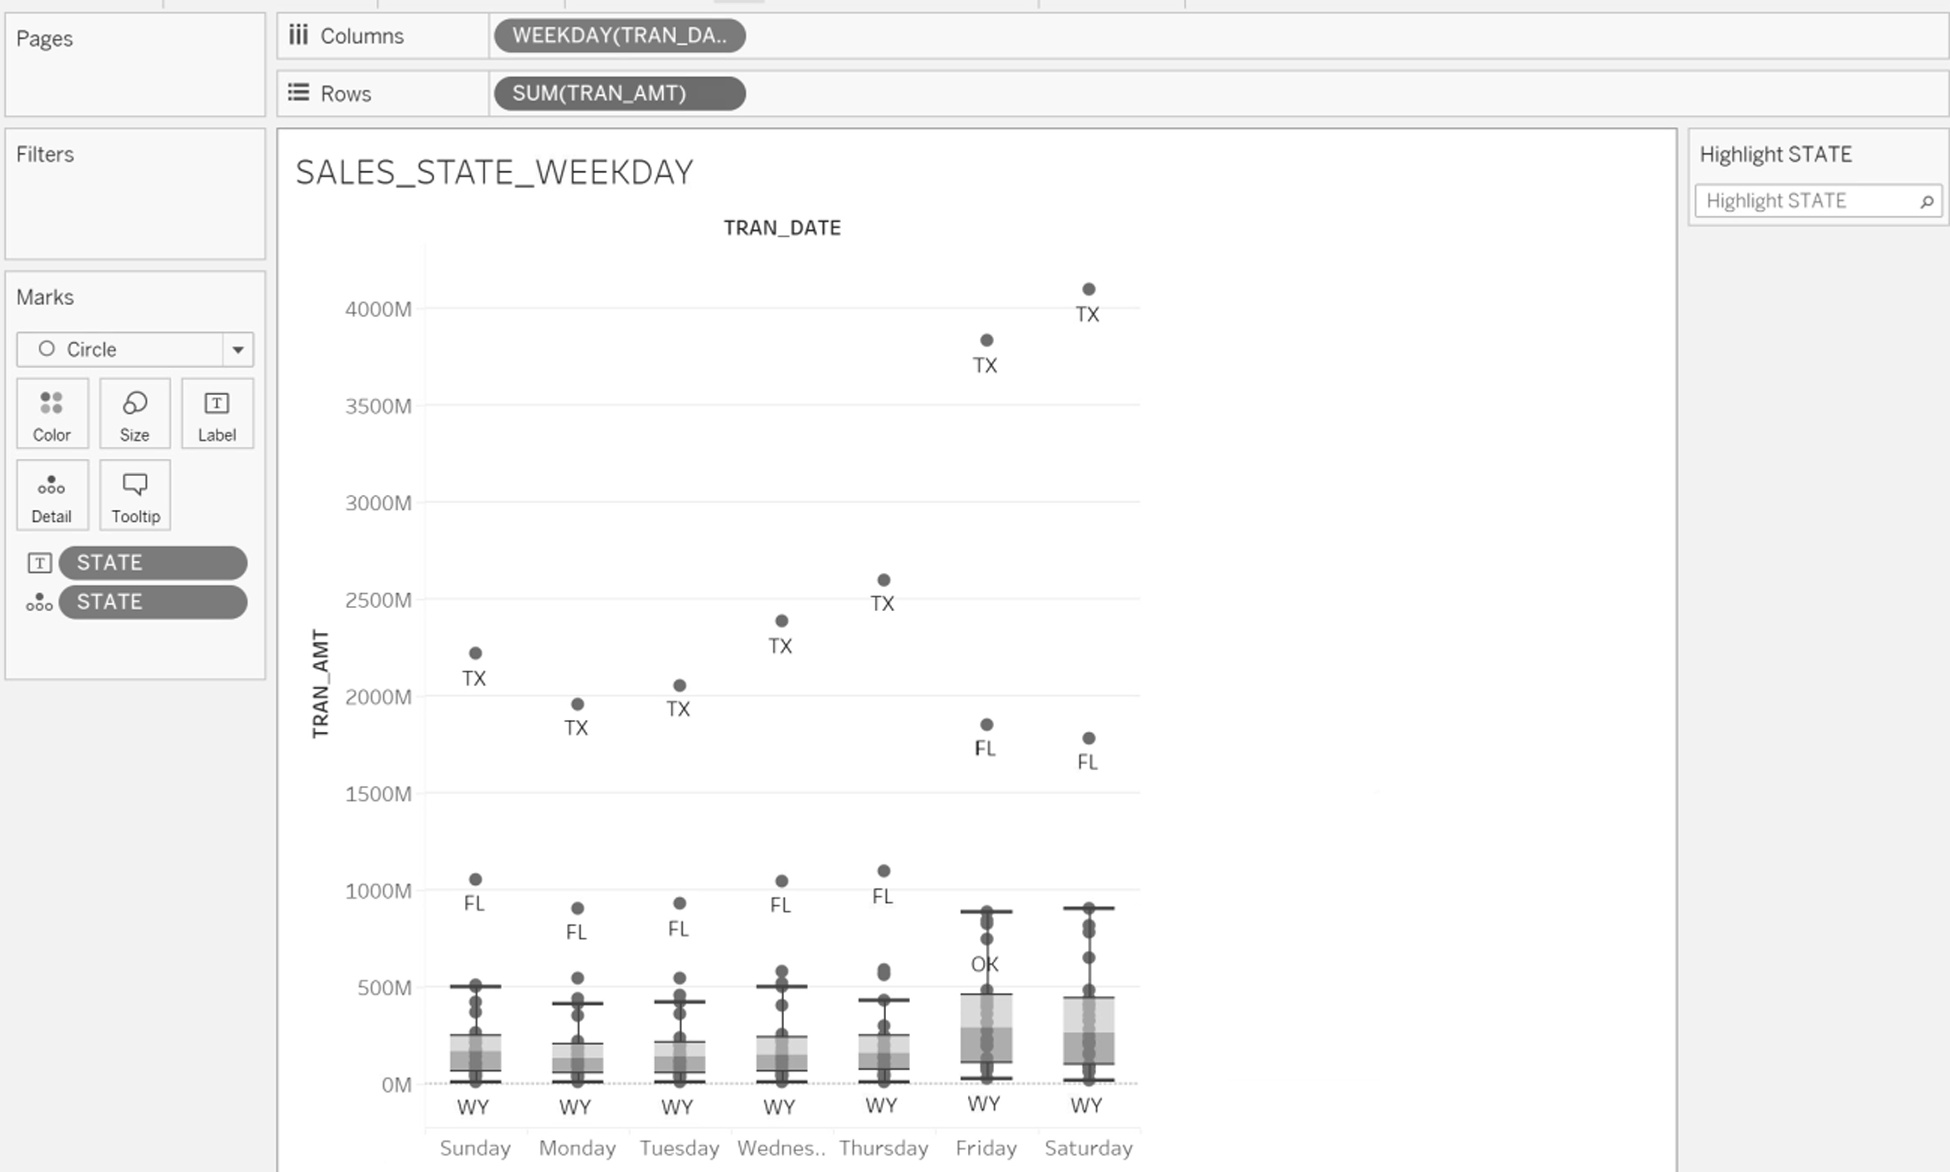 Pages
Columns
WEEKDAY(TRAN_DA..
Rows
SUM(TRAN_AMT)
Filters
Marks
Circle
Color
Size
T
Label
Detail
Tooltip
T
STATE
STATE
SALES_STATE_WEEKDAY
TRAN_DATE
TRAN_AMT
4000M
3500M
3000M
2500M
2000M
1500M
1000M
500M
0M
TX
TX
TX
TX
TX
TX
TX
FL
FL
FL
FL
FL
FL
FL
OK
WY
WY
WY
WY
WY
WY
WY
Sunday
Monday
Tuesday
Wednes..
Thursday
Friday
Saturday
Highlight STATE
Highlight STATE